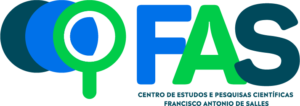 FAS
CENTRO DE ESTUDOS E PESQUISAS CIENTÍFICAS
FRANCISCO ANTONIO DE SALLES